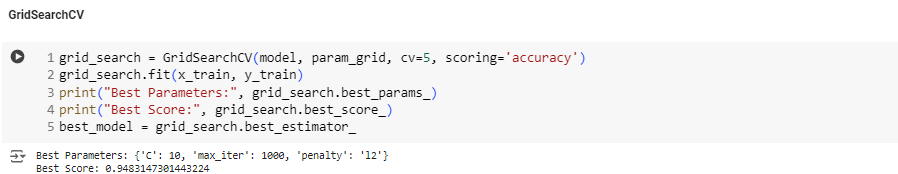 GridSearchCV
1 grid_search = GridSearchCV(model, param_grid, cv=5, scoring='accuracy')
2 grid_search.fit(x_train, y_train)
3 print("Best Parameters:", grid_search.best_params_)
4 print("Best Score:", grid_search.best_score_)
5 best_model = grid_search.best_estimator_
Best Parameters: {'C': 10, 'max_iter': 1000, 'penalty': 'l2'}
Best Score: 0.9483147301443224